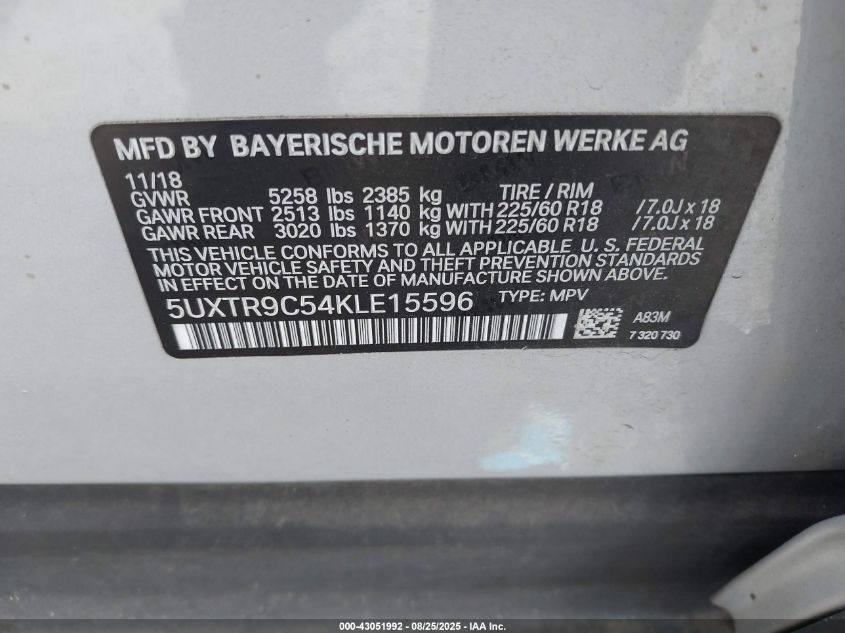 MFD BY BAYERISCHE MOTOREN WERKE AG
11/18
GVWR 5258 lbs 2385 kg TIRE / RIM
GAWR FRONT 2513 lbs 1140 kg WITH 225/60 R18 /7.0J x 18
GAWR REAR 3020 lbs 1370 kg WITH 225/60 R18 /7.0J x 18
THIS VEHICLE CONFORMS TO ALL APPLICABLE U. S. FEDERAL
MOTOR VEHICLE SAFETY AND THEFT PREVENTION STANDARDS
IN EFFECT ON THE DATE OF MANUFACTURE SHOWN ABOVE.
5UXTR9C54KLE15596 TYPE: MPV
A83M
7 320 730
000-43051992 - 08/25/2025 - IAA Inc.